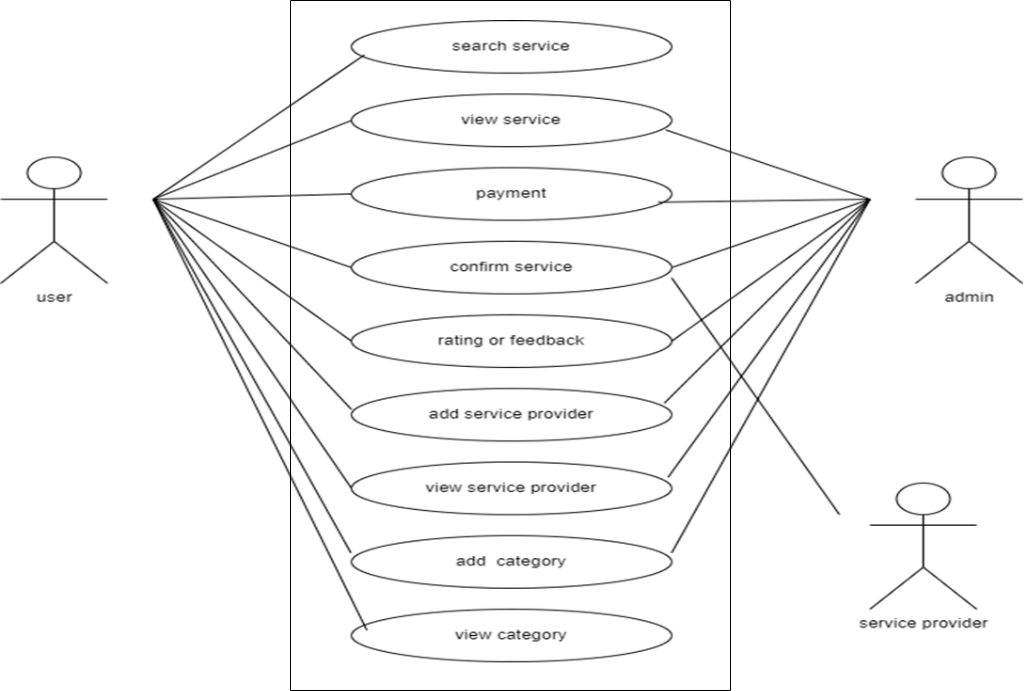 search service
view service
payment
confirm service
rating or feedback
add service provider
view service provider
add category
view category
user
admin
service provider